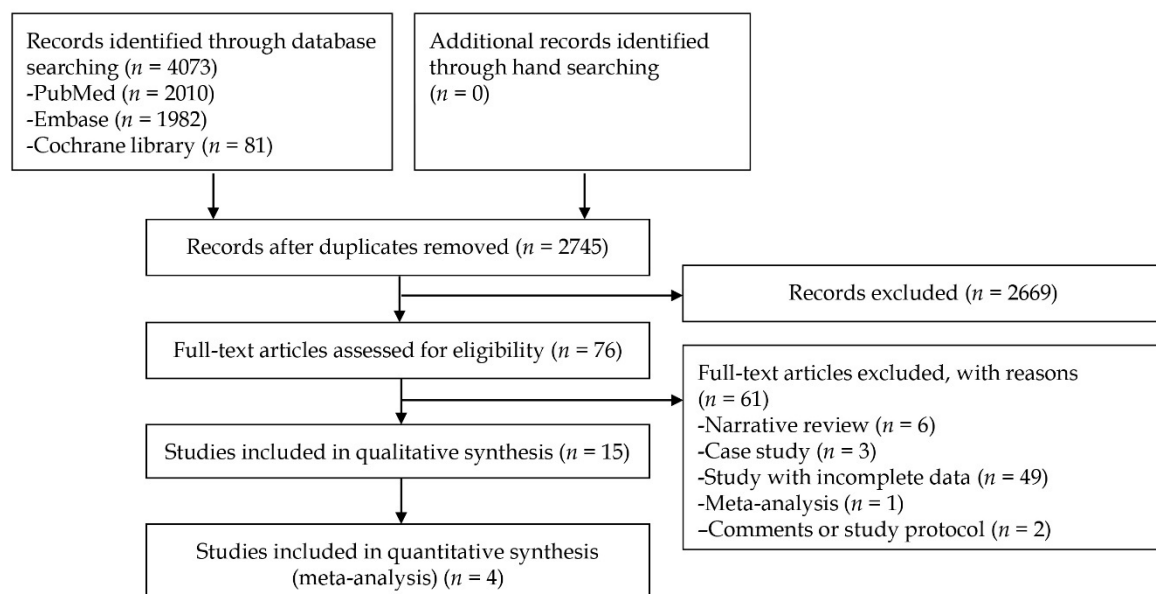 Records identified through database
searching (n = 4073)
-PubMed (n = 2010)
-Embase (n = 1982)
-Cochrane library (n = 81)
Additional records identified
through hand searching
(n = 0)
Records after duplicates removed (n = 2745)
Records excluded (n = 2669)
Full-text articles assessed for eligibility (n = 76)
Full-text articles excluded, with reasons
(n = 61)
-Narrative review (n = 6)
-Case study (n = 3)
-Study with incomplete data (n = 49)
-Meta-analysis (n = 1)
–Comments or study protocol (n = 2)
Studies included in qualitative synthesis (n = 15)
Studies included in quantitative synthesis
(meta-analysis) (n = 4)